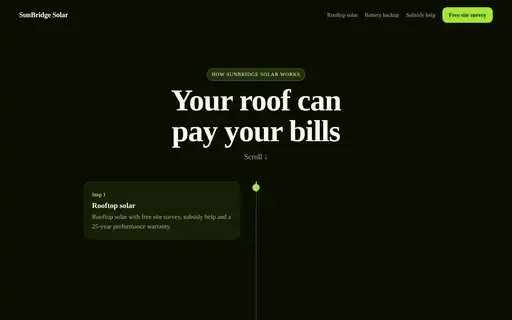 SunBridge Solar
Rooftop solar
Battery backup
Subsidy help
Free site survey
HOW SUNBRIDGE SOLAR WORKS
Your roof can
pay your bills
Scroll ↓
Step 1
Rooftop solar
Rooftop solar with free site survey, subsidy help and a
25-year performance warranty